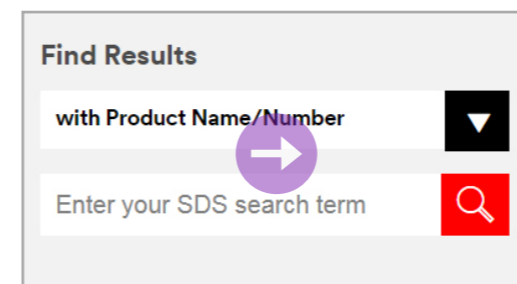 Find Results
with Product Name/Number
Enter your SDS search term